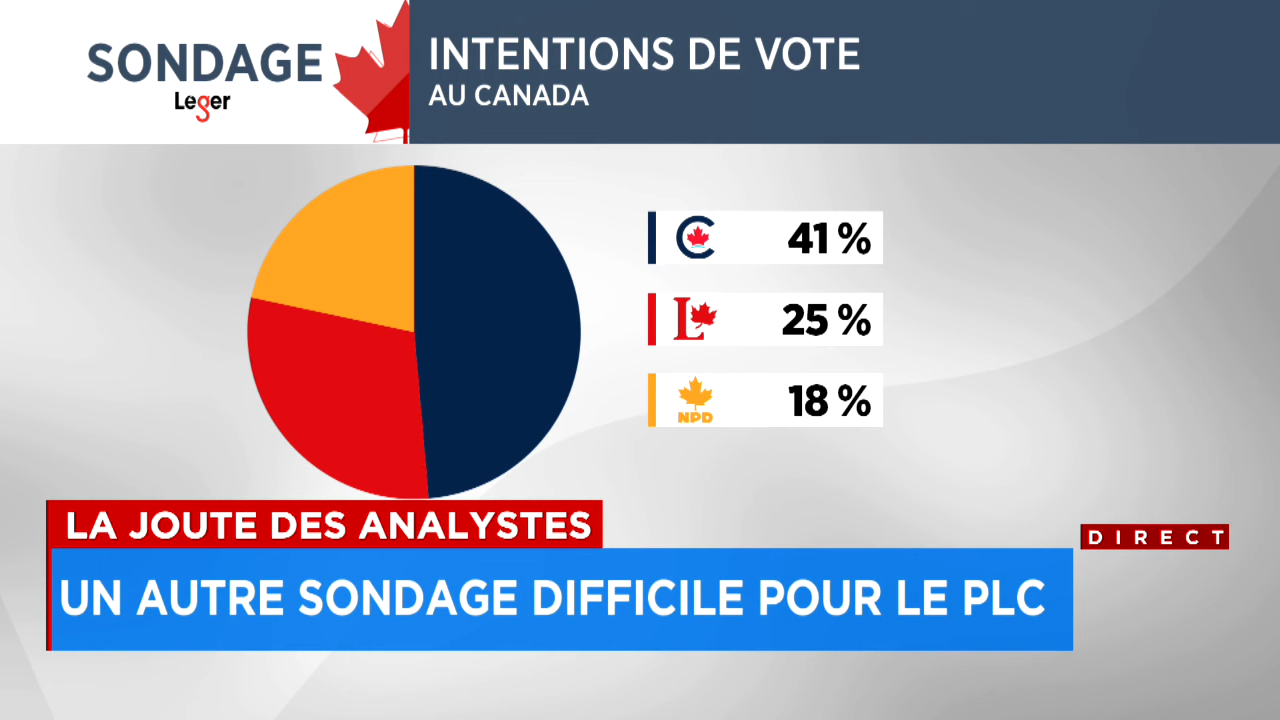 SONDAGE
Leger
INTENTIONS DE VOTE
AU CANADA
C 41 %
L 25 %
NPD 18 %
LA JOUTE DES ANALYSTES
DIRECT
UN AUTRE SONDAGE DIFFICILE POUR LE PLC